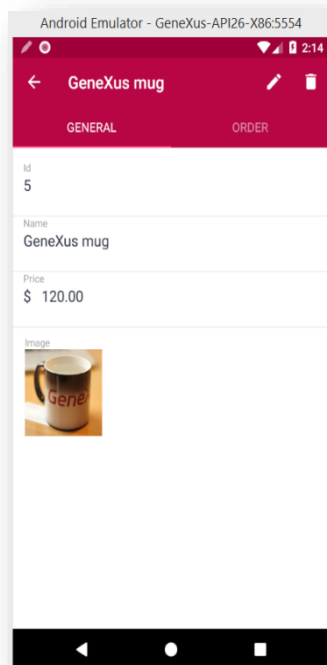 Android Emulator - GeneXus-API26-X86:5554
2:14
GeneXus mug
GENERAL ORDER
Id
5
Name
GeneXus mug
Price
$ 120.00
Image
GeneX